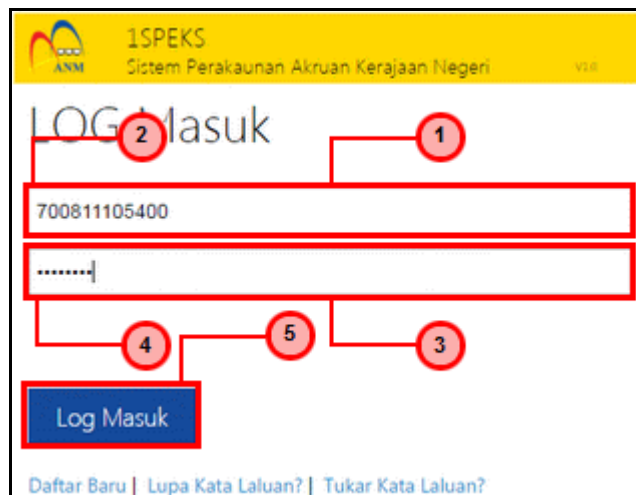 1SPEKS
ANM Sistem Perakaunan Akruan Kerajaan Negeri V1.0
LOG Masuk
2 1
700811105400
••••••••
4 5 3
Log Masuk
Daftar Baru | Lupa Kata Laluan? | Tukar Kata Laluan?